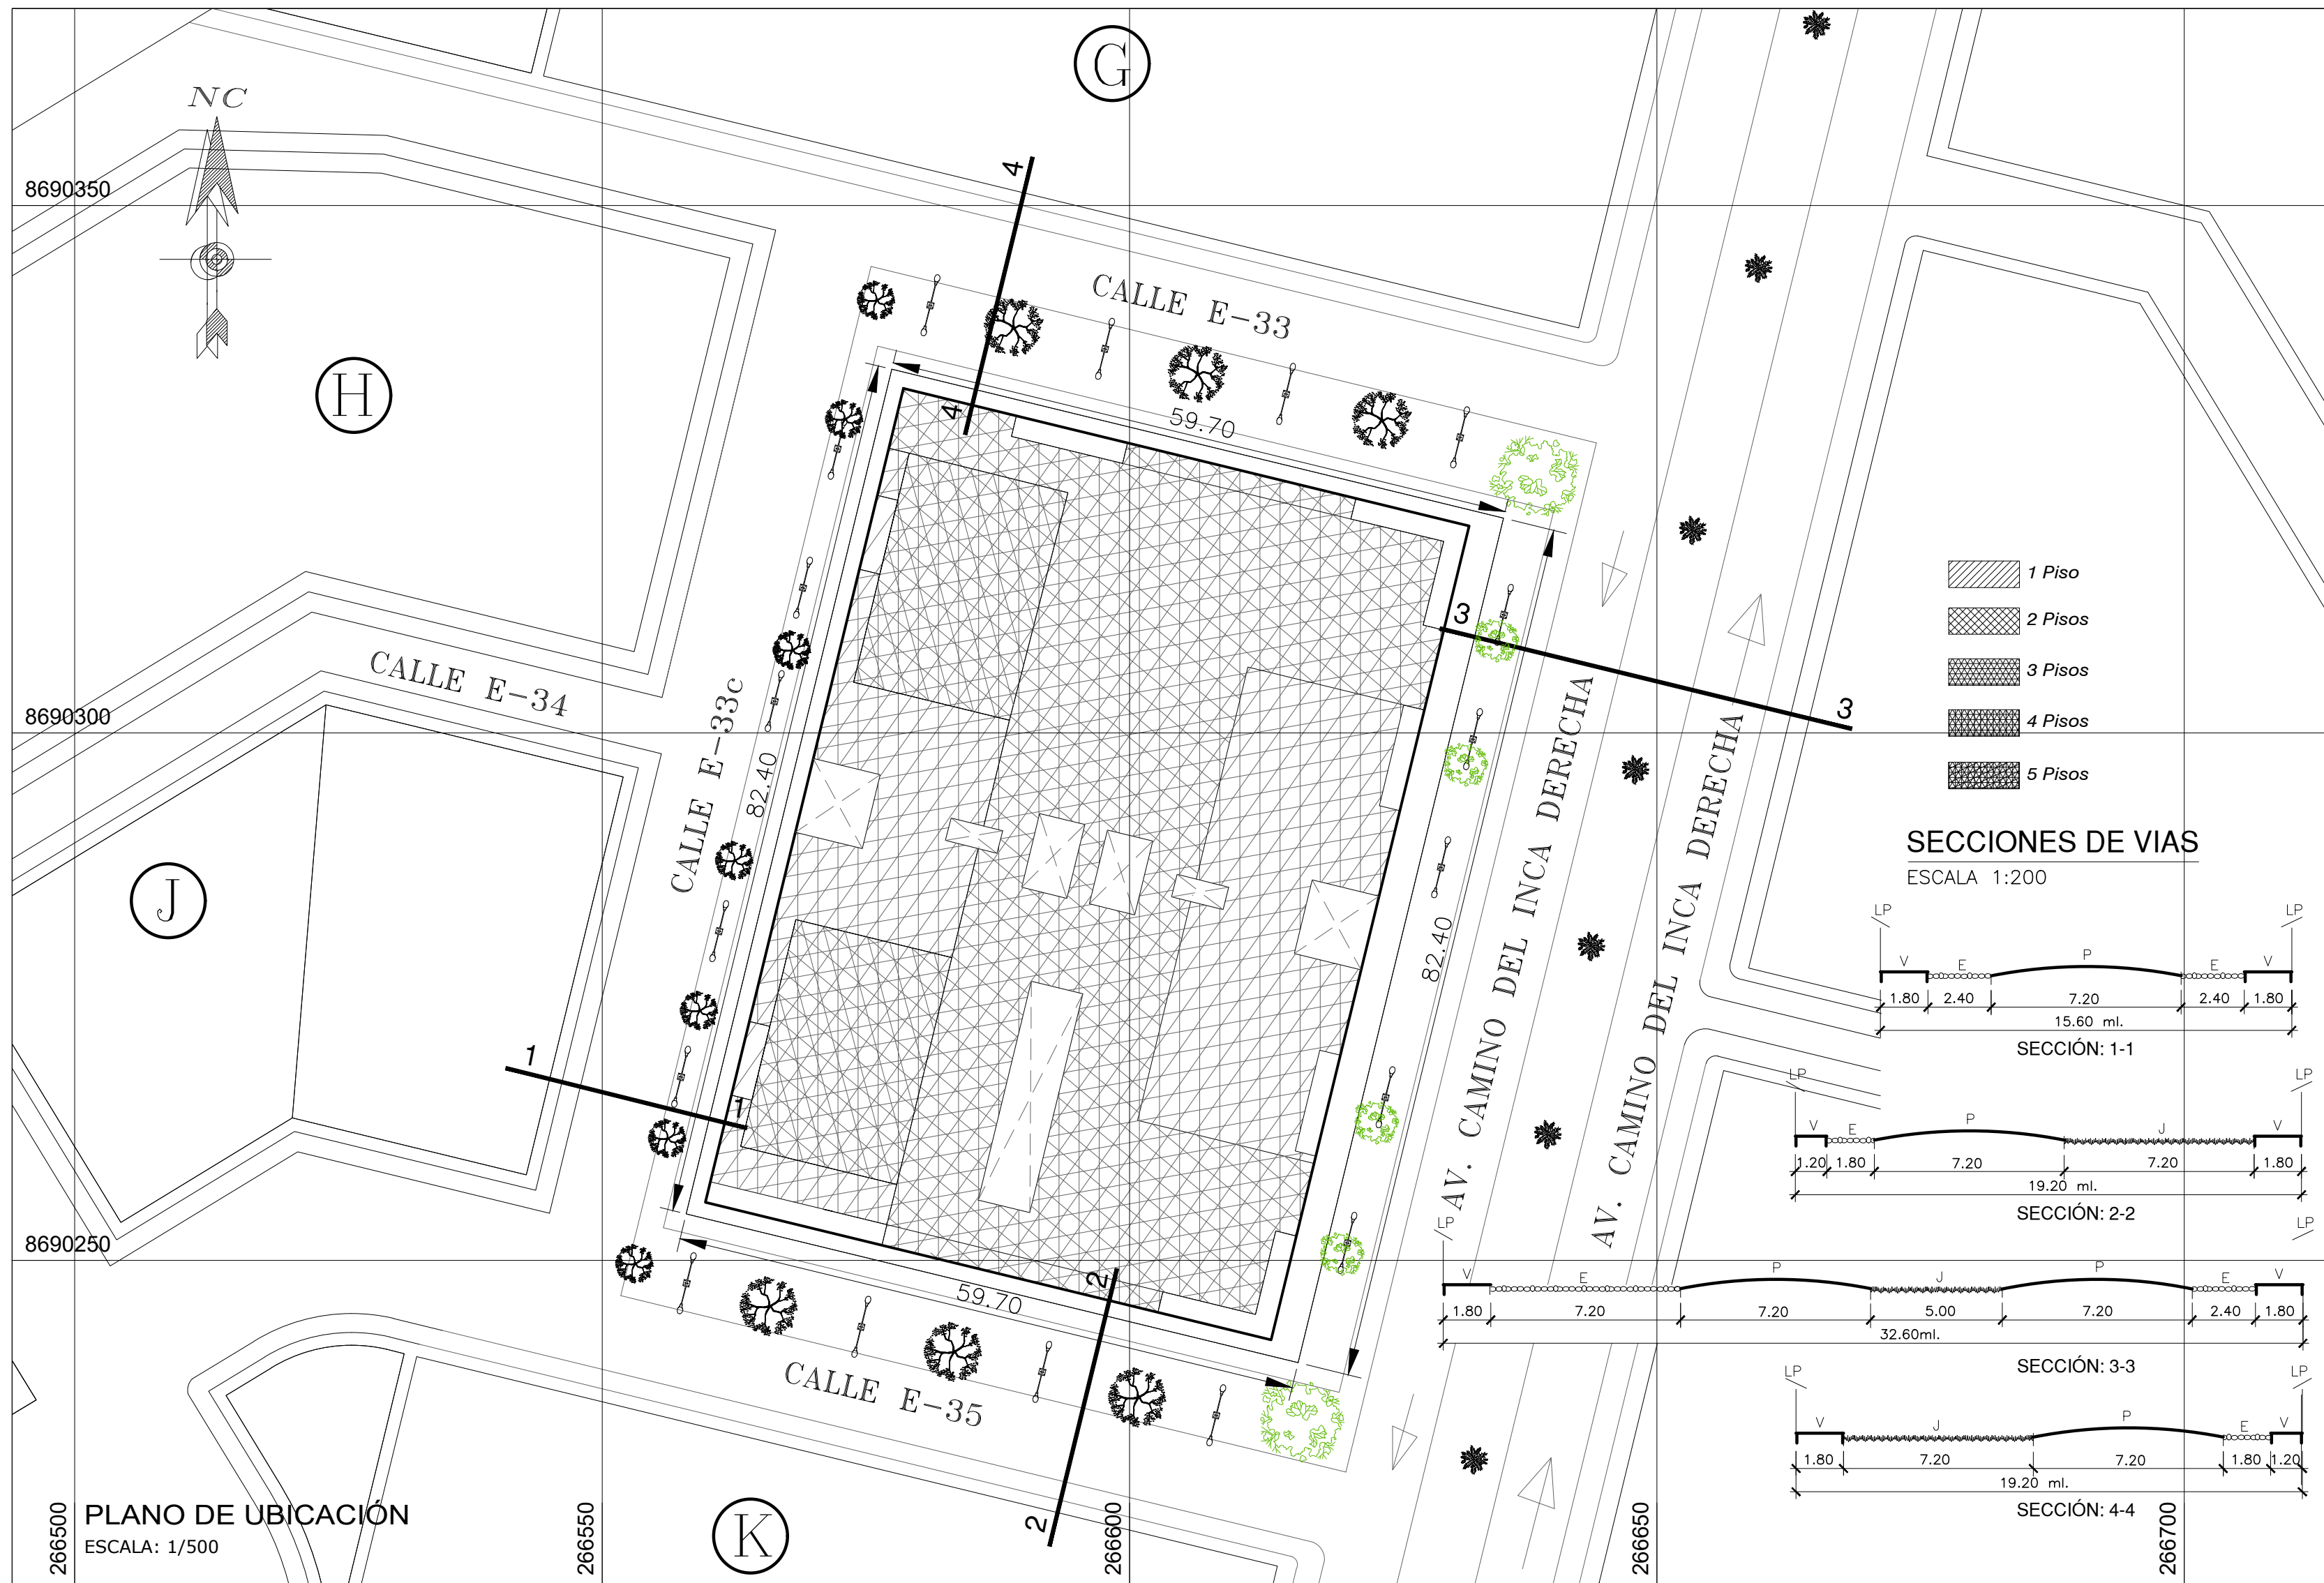 G
NC
4
8690350
CALLE E-33
H
4
59.70
3
1 Piso
2 Pisos
CALLE E-34
3 Pisos
CALLE E-33c
8690300
3
4 Pisos
82.40
5 Pisos
AV. CAMINO DEL INCA DERECHA
AV. CAMINO DEL INCA DERECHA
82.40
J
SECCIONES DE VIAS
ESCALA 1:200
LP LP
V E P E V
1.80 2.40 7.20 2.40 1.80
15.60 ml.
SECCIÓN: 1-1
1
1
LP LP
V E P J V
1.20 1.80 7.20 7.20 1.80
19.20 ml.
SECCIÓN: 2-2
8690250
2
59.70
LP LP
V E P J P E V
1.80 7.20 7.20 5.00 7.20 2.40 1.80
32.60ml.
SECCIÓN: 3-3
CALLE E-35
LP LP
V J P E V
1.80 7.20 7.20 1.80 1.20
19.20 ml.
SECCIÓN: 4-4
2
K
PLANO DE UBICACIÓN
ESCALA: 1/500
266500
266550
266600
266650
266700